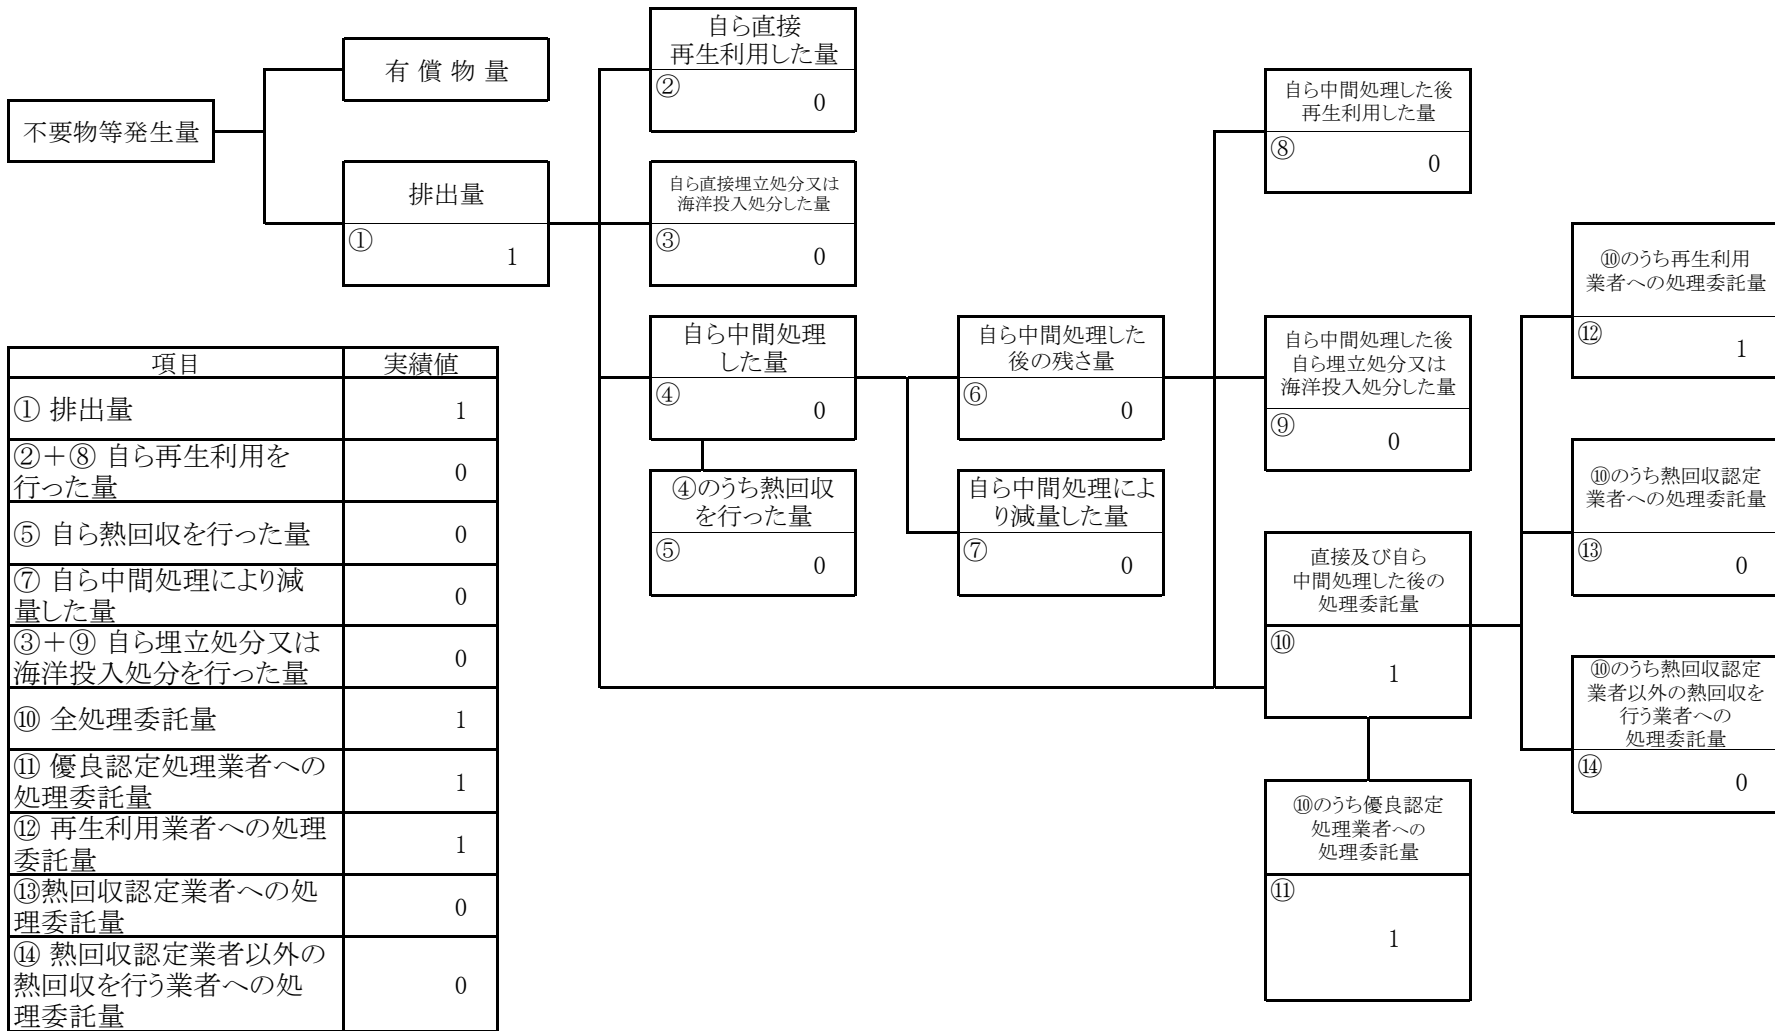 不要物等発生量
有 償 物 量
排出量
①
1
自ら直接
再生利用した量
②
0
自ら直接埋立処分又は
海洋投入処分した量
③
0
自ら中間処理
した量
④
0
④のうち熱回収
を行った量
⑤
0
自ら中間処理した
後の残さ量
⑥
0
自ら中間処理によ
り減量した量
⑦
0
自ら中間処理した後
再生利用した量
⑧
0
自ら中間処理した後
自ら埋立処分又は
海洋投入処分した量
⑨
0
直接及び自ら
中間処理した後の
処理委託量
⑩
1
⑩のうち優良認定
処理業者への
処理委託量
⑪
1
⑩のうち再生利用
業者への処理委託量
⑫
1
⑩のうち熱回収認定
業者への処理委託量
⑬
0
⑩のうち熱回収認定
業者以外の熱回収を
行う業者への
処理委託量
⑭
0
項目 実績値
① 排出量 1
②＋⑧ 自ら再生利用を
行った量 0
⑤ 自ら熱回収を行った量 0
⑦ 自ら中間処理により減
量した量 0
③＋⑨ 自ら埋立処分又は
海洋投入処分を行った量 0
⑩ 全処理委託量 1
⑪ 優良認定処理業者への
処理委託量 1
⑫ 再生利用業者への処理
委託量 1
⑬熱回収認定業者への処
理委託量 0
⑭ 熱回収認定業者以外の
熱回収を行う業者への処
理委託量 0